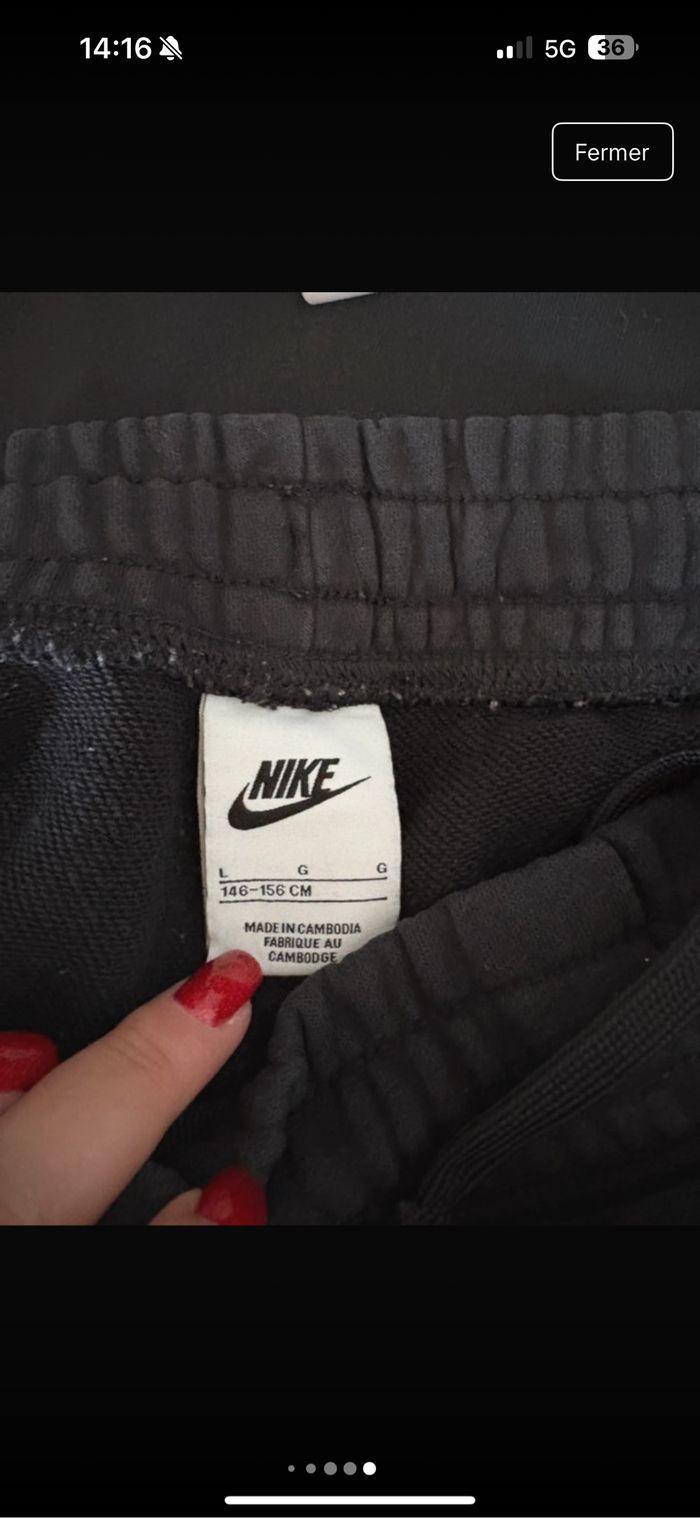 14:16 5G 36
Fermer
NIKE
L G G
146-156 CM
MADE IN CAMBODIA
FABRIQUE AU
CAMBODGE